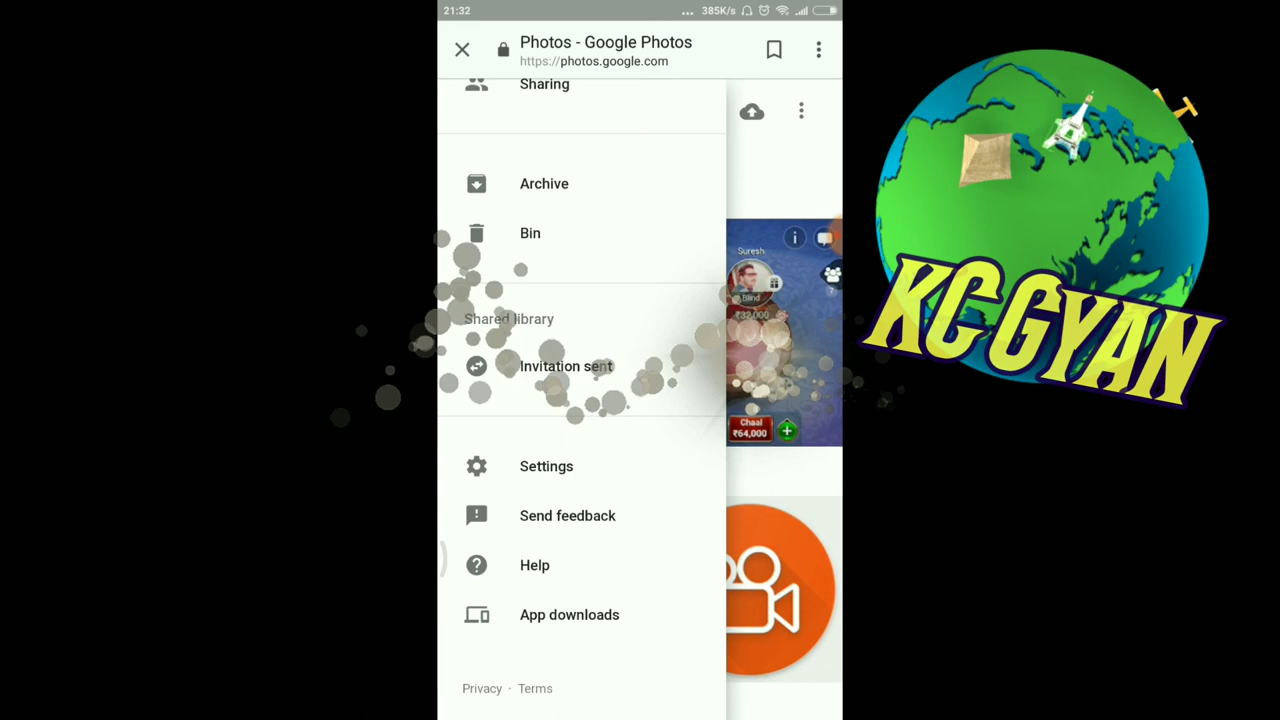 21:32
... 385K/s
Photos - Google Photos
https://photos.google.com
Sharing
Archive
Bin
Shared library
Invitation sent
Settings
Send feedback
Help
App downloads
Privacy · Terms
Suresh
Blind
₹32,000
7
Chaal
₹64,000
KC GYAN